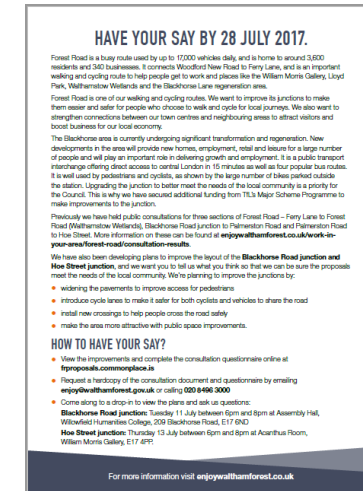 HAVE YOUR SAY BY 28 JULY 2017.
Forest Road is a busy route used by up to 17,000 vehicles daily, and is home to around 3,600
residents and 340 businesses. It connects Woodford New Road to Ferry Lane, and is an important
walking and cycling route to help people get to work and places like the William Morris Gallery, Lloyd
Park, Walthamstow Wetlands and the Blackhorse Lane regeneration area.
Forest Road is one of our walking and cycling routes. We want to improve its junctions to make
them easier and safer for people who choose to walk and cycle for local journeys. We also want to
strengthen connections between our town centres and neighbouring areas to attract visitors and
boost business for our local economy.
The Blackhorse area is currently undergoing significant transformation and regeneration. New
developments in the area will provide new homes, employment, retail and leisure for a large number
of people and will play an important role in delivering growth and employment. It is a public transport
interchange offering direct access to central London in 15 minutes as well as four popular bus routes.
It is well used by pedestrians and cyclists, as shown by the large number of bikes parked outside
the station. Upgrading the junction to better meet the needs of the local community is a priority for
the Council. This is why we have secured additional funding from TfL's Major Scheme Programme to
make improvements to the junction.
Previously we have held public consultations for three sections of Forest Road – Ferry Lane to Forest
Road (Walthamstow Wetlands), Blackhorse Road junction to Palmerston Road and Palmerston Road
to Hoe Street. More information on these can be found at enjoywalthamforest.co.uk/work-in-
your-area/forest-road/consultation-results.
We have also been developing plans to improve the layout of the Blackhorse Road junction and
Hoe Street junction, and we want you to tell us what you think so that we can be sure the proposals
meet the needs of the local community. We're planning to improve the junctions by:
• widening the pavements to improve access for pedestrians
• introduce cycle lanes to make it safer for both cyclists and vehicles to share the road
• install new crossings to help people cross the road safely
• make the area more attractive with public space improvements.
HOW TO HAVE YOUR SAY?
• View the improvements and complete the consultation questionnaire online at
frproposals.commonplace.is
• Request a hardcopy of the consultation document and questionnaire by emailing
enjoy@walthamforest.gov.uk or calling 020 8496 3000
• Come along to a drop-in to view the plans and ask us questions:
Blackhorse Road junction: Tuesday 11 July between 6pm and 8pm at Assembly Hall,
Willowfield Humanities College, 209 Blackhorse Road, E17 6ND
Hoe Street junction: Thursday 13 July between 6pm and 8pm at Acanthus Room,
William Morris Gallery, E17 4PP.
For more information visit enjoywalthamforest.co.uk